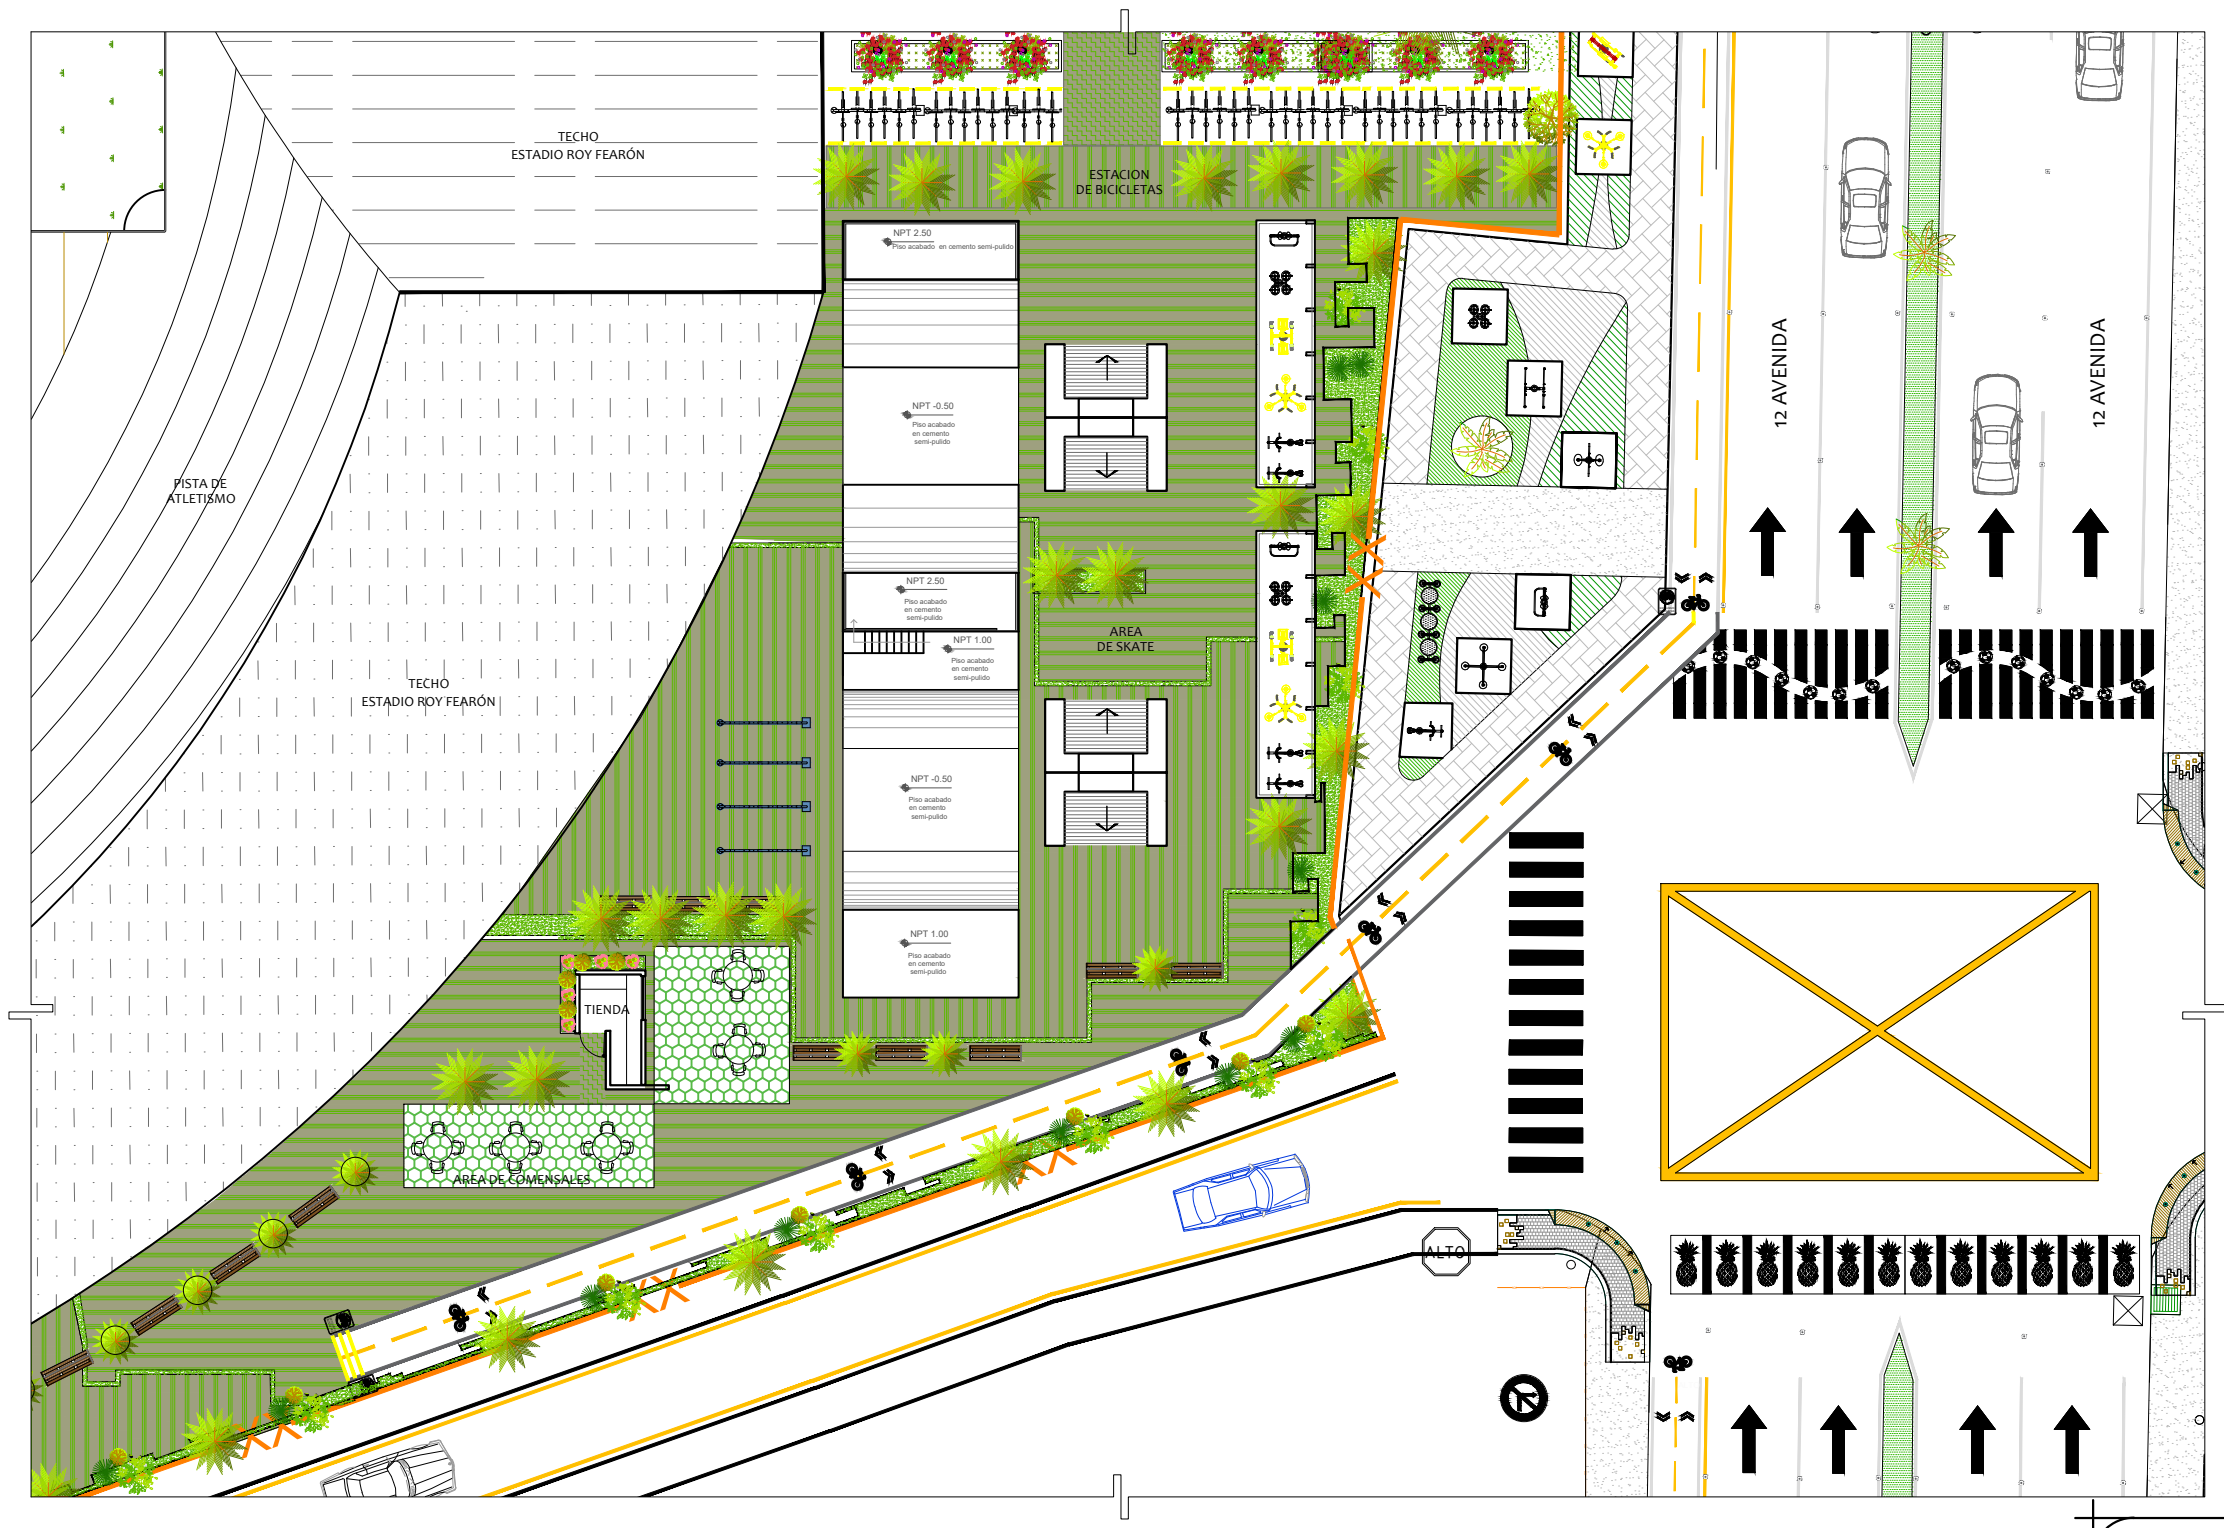 TECHO
ESTADIO ROY FEARÓN
ESTACION
DE BICICLETAS
NPT 2.50
Piso acabado en cemento semi-pulido
12 AVENIDA
12 AVENIDA
NPT -0.50
Piso acabado
en cemento
semi-pulido
PISTA DE
ATLETISMO
NPT 2.50
Piso acabado
en cemento
semi-pulido
AREA
DE SKATE
NPT 1.00
Piso acabado
en cemento
semi-pulido
TECHO
ESTADIO ROY FEARÓN
NPT -0.50
Piso acabado
en cemento
semi-pulido
NPT 1.00
Piso acabado
en cemento
semi-pulido
TIENDA
AREA DE COMENSALES
ALTO